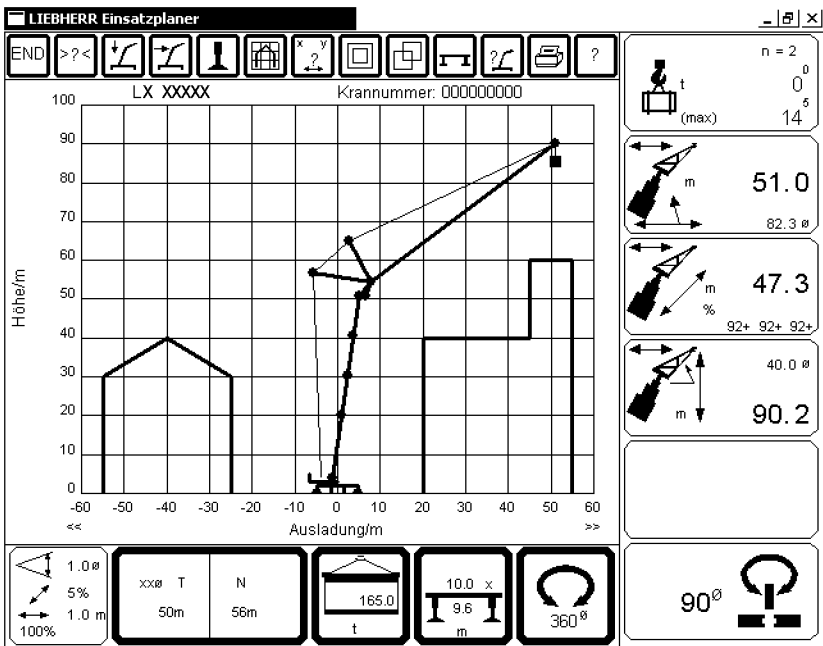 LIEBHERR Einsatzplaner
END >?< x y ? ? ?
LX XXXXX Krannummer: 000000000
100
90
80
70
60
50
40
30
20
10
0
Höhe/m
-60 -50 -40 -30 -20 -10 0 10 20 30 40 50 60
<< Ausladung/m >>
n = 2
t 0 0
(max) 14 5
m 51.0
82.3 ø
m 47.3
%
92+ 92+ 92+
40.0 ø
m 90.2
1.0 ø
5%
1.0 m
100%
xxø T N
50m 56m
165.0
t
10.0 x
9.6
m
360 ø
90 ø